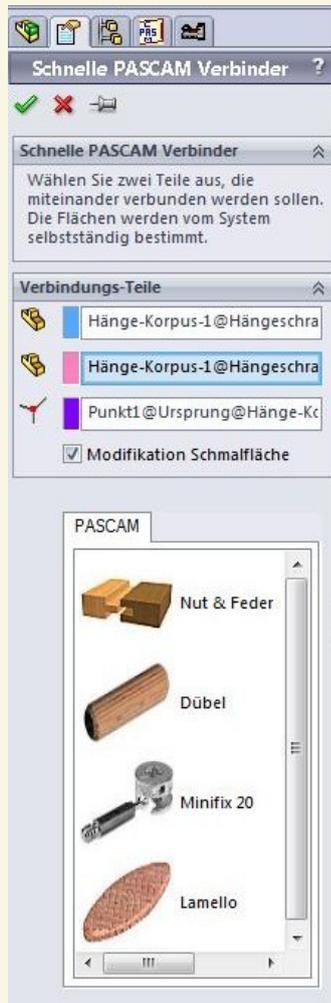 Schnelle PASCAM Verbinder ?
Schnelle PASCAM Verbinder
Wählen Sie zwei Teile aus, die
miteinander verbunden werden sollen.
Die Flächen werden vom System
selbstständig bestimmt.
Verbindungs-Teile
Hänge-Korpus-1@Hängeschra
Hänge-Korpus-1@Hängeschra
Punkt1@Ursprung@Hänge-Kc
Modifikation Schmalfläche
PASCAM
Nut & Feder
Dübel
Minifix 20
Lamello